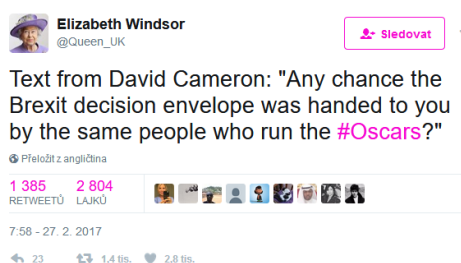 Elizabeth Windsor
@Queen_UK
Sledovat
Text from David Cameron: "Any chance the
Brexit decision envelope was handed to you
by the same people who run the #Oscars?"
Přeložit z angličtina
1 385 2 804
RETWEETŮ LAJKŮ
7:58 - 27. 2. 2017
23 1,4 tis. 2,8 tis.